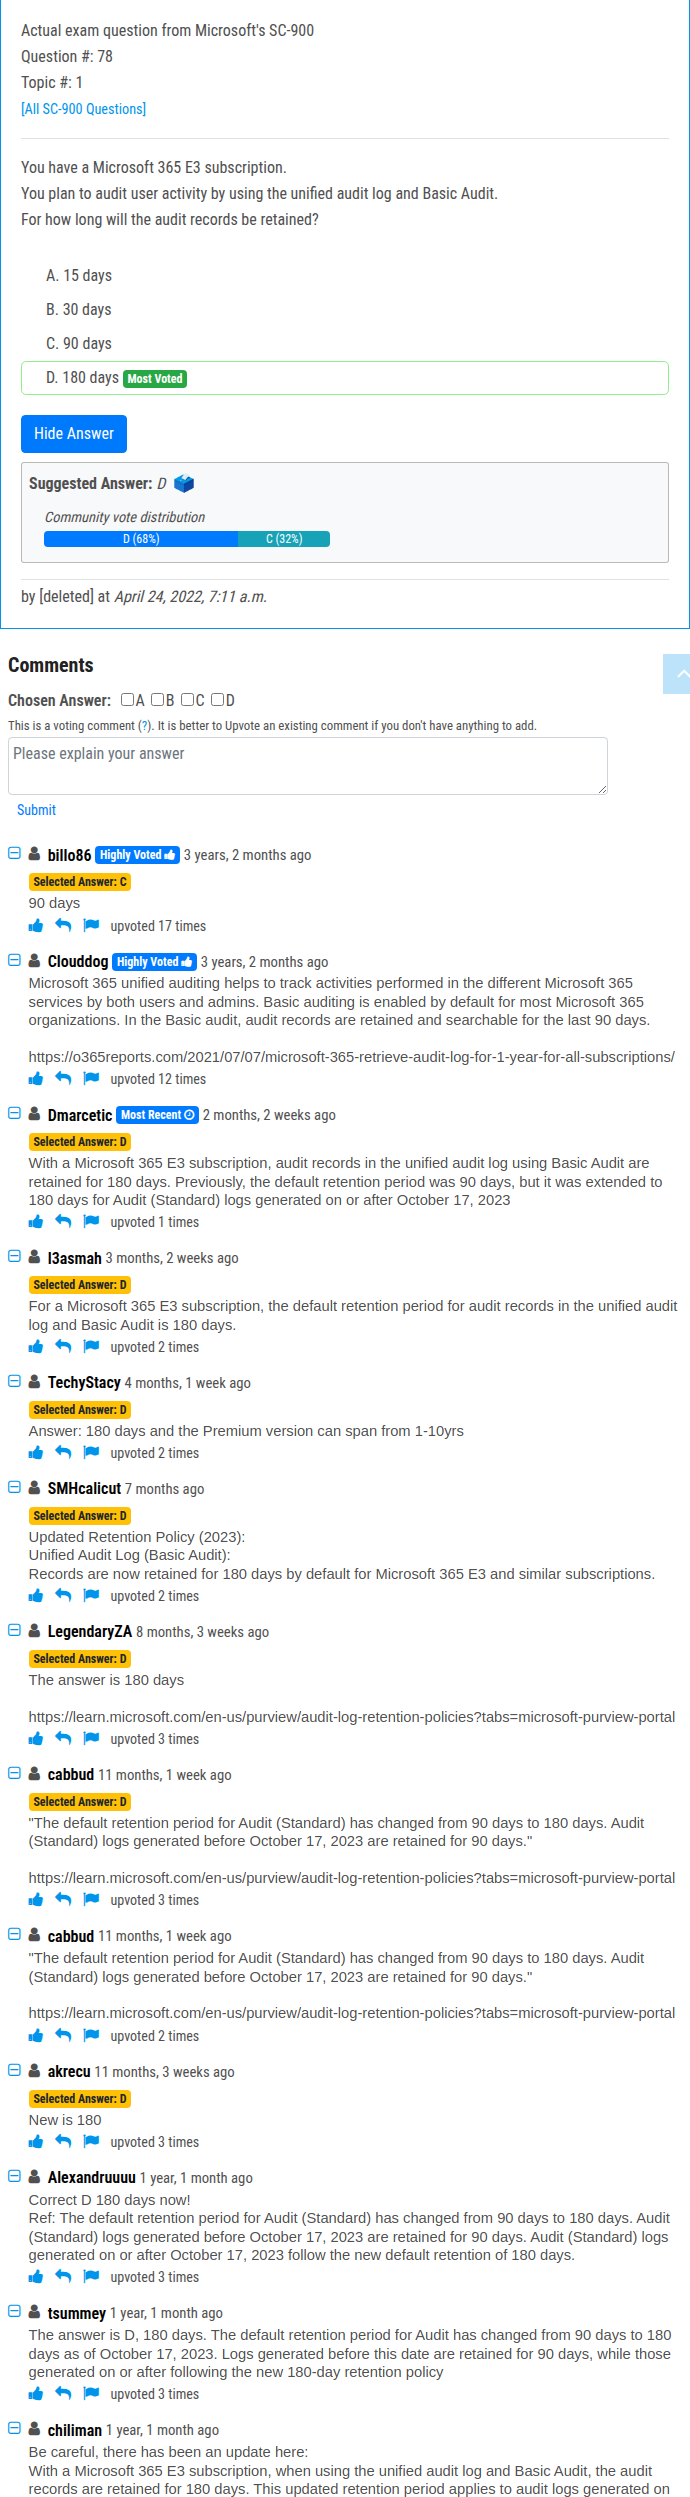 Actual exam question from Microsoft's SC-900
Question #: 78
Topic #: 1
[All SC-900 Questions]
You have a Microsoft 365 E3 subscription.
You plan to audit user activity by using the unified audit log and Basic Audit.
For how long will the audit records be retained?
A. 15 days
B. 30 days
C. 90 days
D. 180 days Most Voted
Hide Answer
Suggested Answer: D
Community vote distribution
D (68%) C (32%)
by [deleted] at April 24, 2022, 7:11 a.m.
Comments
Chosen Answer: A B C D
This is a voting comment (?). It is better to Upvote an existing comment if you don't have anything to add.
Please explain your answer
Submit
billo86 Highly Voted 3 years, 2 months ago
Selected Answer: C
90 days
upvoted 17 times
Clouddog Highly Voted 3 years, 2 months ago
Microsoft 365 unified auditing helps to track activities performed in the different Microsoft 365
services by both users and admins. Basic auditing is enabled by default for most Microsoft 365
organizations. In the Basic audit, audit records are retained and searchable for the last 90 days.
https://o365reports.com/2021/07/07/microsoft-365-retrieve-audit-log-for-1-year-for-all-subscriptions/
upvoted 12 times
Dmarcetic Most Recent 2 months, 2 weeks ago
Selected Answer: D
With a Microsoft 365 E3 subscription, audit records in the unified audit log using Basic Audit are
retained for 180 days. Previously, the default retention period was 90 days, but it was extended to
180 days for Audit (Standard) logs generated on or after October 17, 2023
upvoted 1 times
l3asmah 3 months, 2 weeks ago
Selected Answer: D
For a Microsoft 365 E3 subscription, the default retention period for audit records in the unified audit
log and Basic Audit is 180 days.
upvoted 2 times
TechyStacy 4 months, 1 week ago
Selected Answer: D
Answer: 180 days and the Premium version can span from 1-10yrs
upvoted 2 times
SMHcalicut 7 months ago
Selected Answer: D
Updated Retention Policy (2023):
Unified Audit Log (Basic Audit):
Records are now retained for 180 days by default for Microsoft 365 E3 and similar subscriptions.
upvoted 2 times
LegendaryZA 8 months, 3 weeks ago
Selected Answer: D
The answer is 180 days
https://learn.microsoft.com/en-us/purview/audit-log-retention-policies?tabs=microsoft-purview-portal
upvoted 3 times
cabbud 11 months, 1 week ago
Selected Answer: D
"The default retention period for Audit (Standard) has changed from 90 days to 180 days. Audit
(Standard) logs generated before October 17, 2023 are retained for 90 days."
https://learn.microsoft.com/en-us/purview/audit-log-retention-policies?tabs=microsoft-purview-portal
upvoted 3 times
cabbud 11 months, 1 week ago
"The default retention period for Audit (Standard) has changed from 90 days to 180 days. Audit
(Standard) logs generated before October 17, 2023 are retained for 90 days."
https://learn.microsoft.com/en-us/purview/audit-log-retention-policies?tabs=microsoft-purview-portal
upvoted 2 times
akrecu 11 months, 3 weeks ago
Selected Answer: D
New is 180
upvoted 3 times
Alexandruuuu 1 year, 1 month ago
Correct D 180 days now!
Ref: The default retention period for Audit (Standard) has changed from 90 days to 180 days. Audit
(Standard) logs generated before October 17, 2023 are retained for 90 days. Audit (Standard) logs
generated on or after October 17, 2023 follow the new default retention of 180 days.
upvoted 3 times
tsummey 1 year, 1 month ago
The answer is D, 180 days. The default retention period for Audit has changed from 90 days to 180
days as of October 17, 2023. Logs generated before this date are retained for 90 days, while those
generated on or after following the new 180-day retention policy
upvoted 3 times
chiliman 1 year, 1 month ago
Be careful, there has been an update here:
With a Microsoft 365 E3 subscription, when using the unified audit log and Basic Audit, the audit
records are retained for 180 days. This updated retention period applies to audit logs generated on